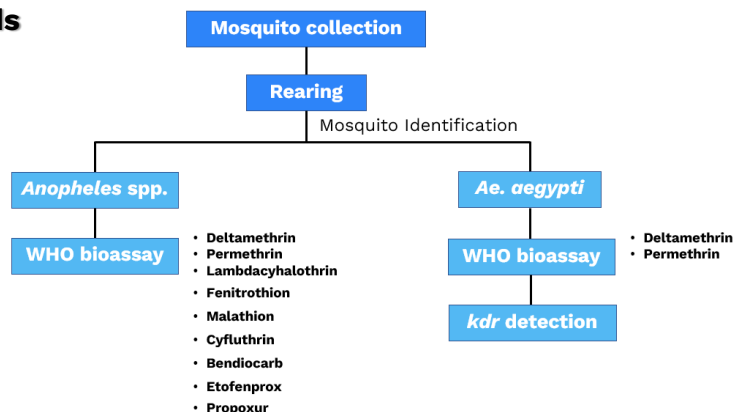 ls
Mosquito collection
Rearing
Mosquito Identification
Anopheles spp.
Ae. aegypti
WHO bioassay
• Deltamethrin
• Permethrin
• Lambdacyhalothrin
• Fenitrothion
• Malathion
• Cyfluthrin
• Bendiocarb
• Etofenprox
• Propoxur
WHO bioassay
• Deltamethrin
• Permethrin
kdr detection